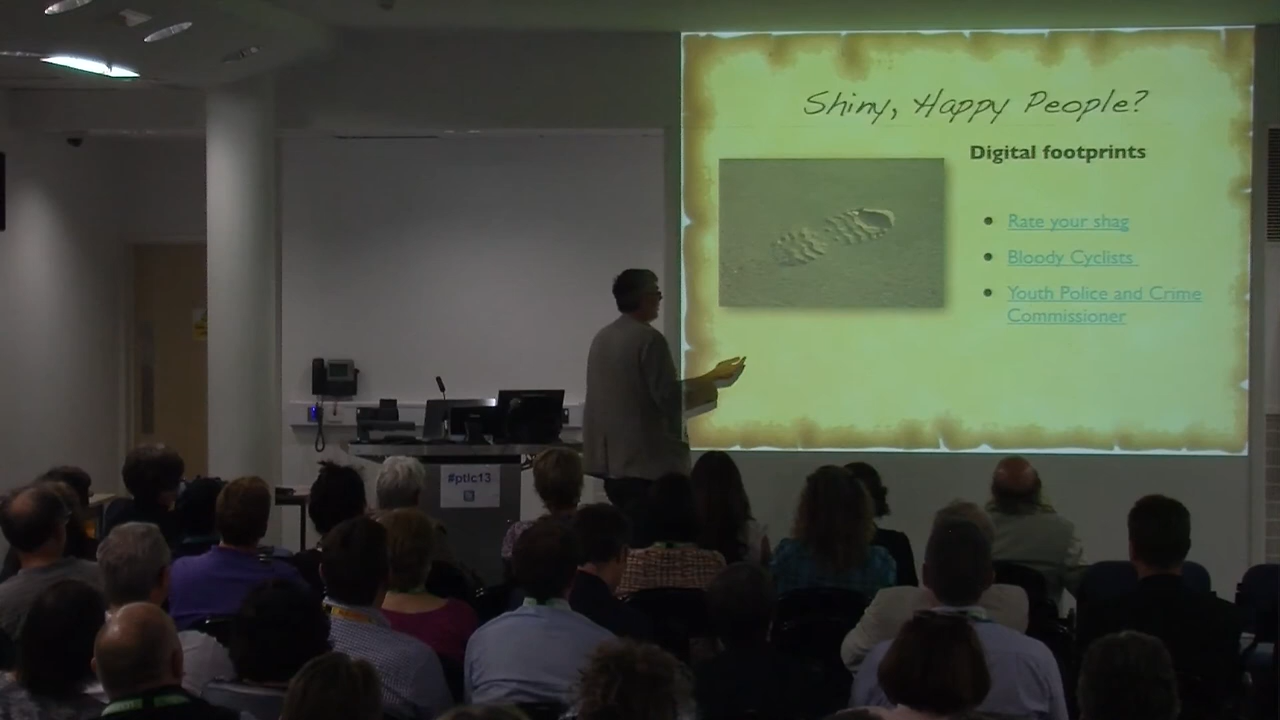 Shiny, Happy People?
Digital footprints
Rate your shag
Bloody Cyclists
Youth Police and Crime
Commissioner
#ptlc13